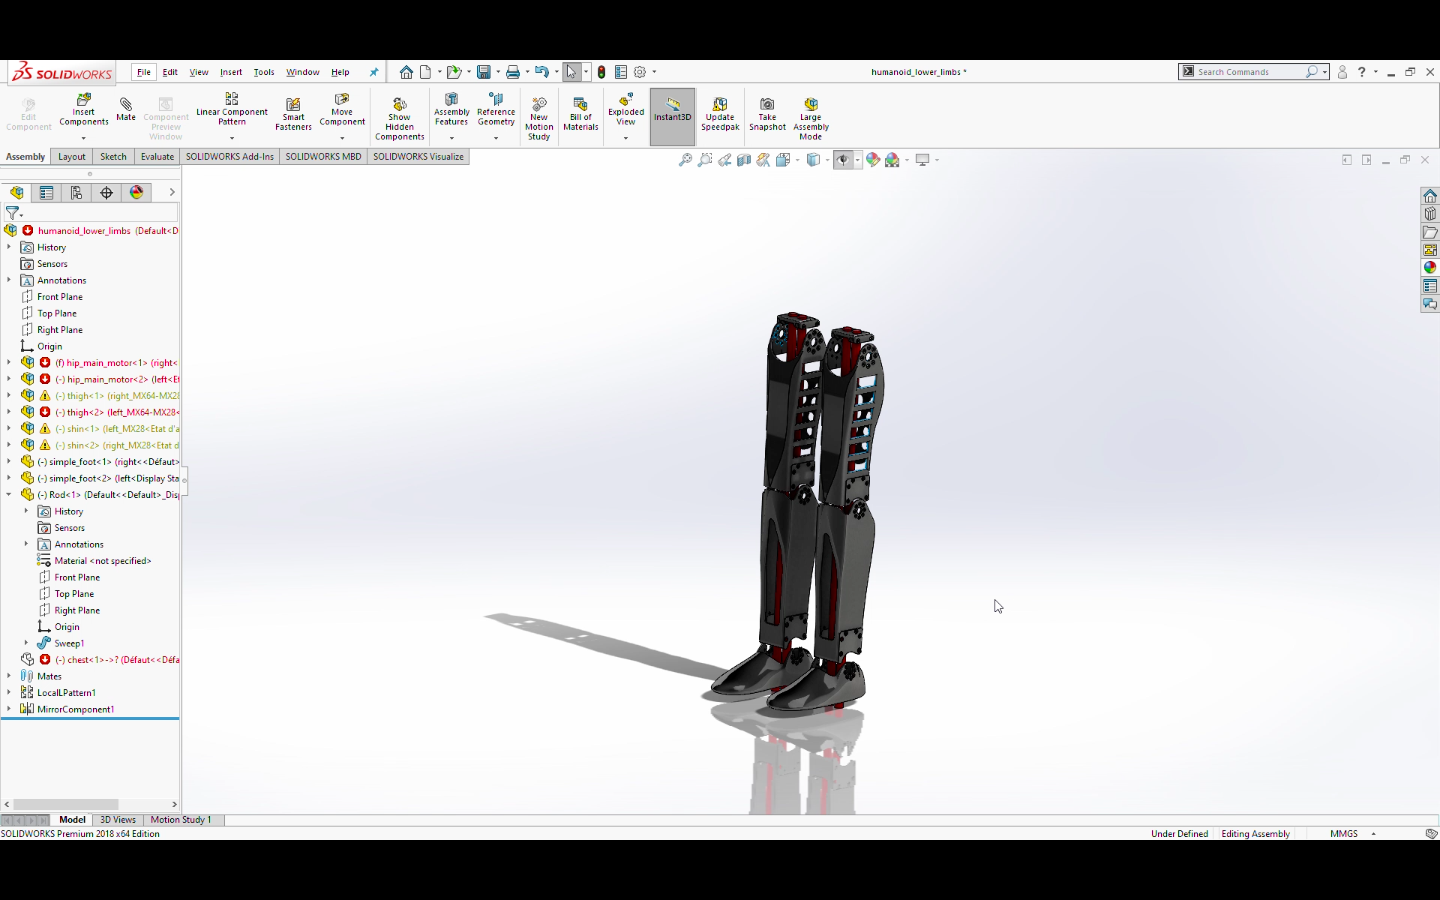 SOLIDWORKS
File Edit View Insert Tools Window Help
humanoid_lower_limbs *
Search Commands
Edit Component
Insert Components
Mate
Component Preview Window
Linear Component Pattern
Smart Fasteners
Move Component
Show Hidden Components
Assembly Features
Reference Geometry
New Motion Study
Bill of Materials
Exploded View
Instant3D
Update Speedpak
Take Snapshot
Large Assembly Mode
Assembly Layout Sketch Evaluate SOLIDWORKS Add-Ins SOLIDWORKS MBD SOLIDWORKS Visualize
humanoid_lower_limbs (Default<D
History
Sensors
Annotations
Front Plane
Top Plane
Right Plane
Origin
(f) hip_main_motor<1> (right<
(-) hip_main_motor<2> (left<Et
(-) thigh<1> (right_MX64-MX28
(-) thigh<2> (left_MX64-MX28<
(-) shin<1> (left_MX28<Etat d'a
(-) shin<2> (right_MX28<Etat d
(-) simple_foot<1> (right<<Défaut>
(-) simple_foot<2> (left<Display Sta
(-) Rod<1> (Default<<Default>_Disp
History
Sensors
Annotations
Material <not specified>
Front Plane
Top Plane
Right Plane
Origin
Sweep1
(-) chest<1>->? (Défaut<<Défa
Mates
LocalLPattern1
MirrorComponent1
Model 3D Views Motion Study 1
SOLIDWORKS Premium 2018 x64 Edition
Under Defined Editing Assembly MMGS